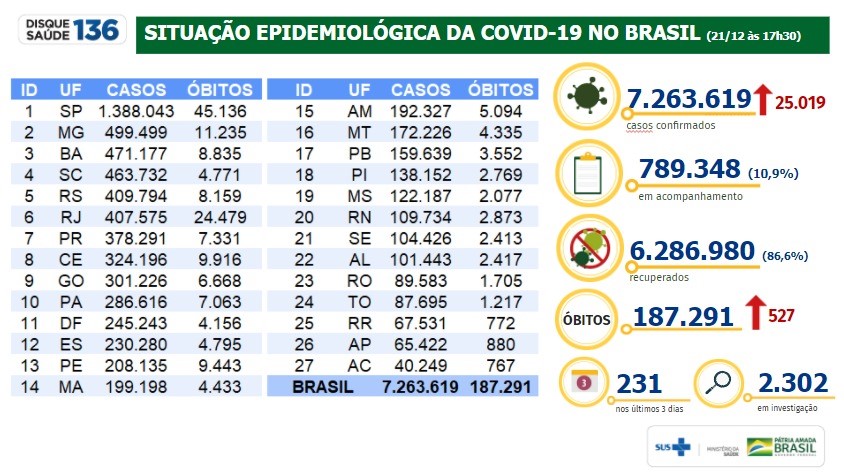 DISQUE SAÚDE 136
SITUAÇÃO EPIDEMIOLÓGICA DA COVID-19 NO BRASIL (21/12 às 17h30)
ID UF CASOS ÓBITOS
1 SP 1.388.043 45.136
2 MG 499.499 11.235
3 BA 471.177 8.835
4 SC 463.732 4.771
5 RS 409.794 8.159
6 RJ 407.575 24.479
7 PR 378.291 7.331
8 CE 324.196 9.916
9 GO 301.226 6.668
10 PA 286.616 7.063
11 DF 245.243 4.156
12 ES 230.280 4.795
13 PE 208.135 9.443
14 MA 199.198 4.433
ID UF CASOS ÓBITOS
15 AM 192.327 5.094
16 MT 172.226 4.335
17 PB 159.639 3.552
18 PI 138.152 2.769
19 MS 122.187 2.077
20 RN 109.734 2.873
21 SE 104.426 2.413
22 AL 101.443 2.417
23 RO 89.583 1.705
24 TO 87.695 1.217
25 RR 67.531 772
26 AP 65.422 880
27 AC 40.249 767
BRASIL 7.263.619 187.291
7.263.619 25.019
casos confirmados
789.348 (10,9%)
em acompanhamento
6.286.980 (86,6%)
recuperados
ÓBITOS 187.291 527
3
231
nos últimos 3 dias
2.302
em investigação
SUS
MINISTÉRIO DA SAÚDE
PÁTRIA AMADA
BRASIL
GOVERNO FEDERAL